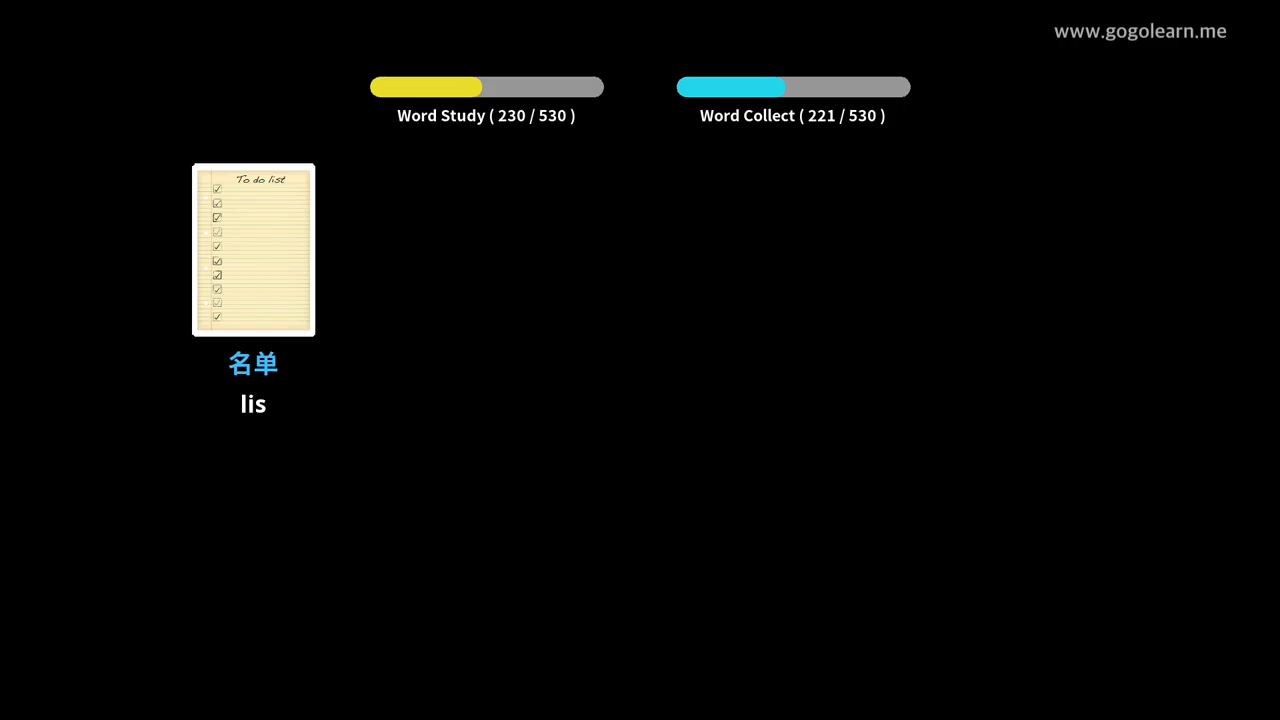 www.gogolearn.me
Word Study ( 230 / 530 )
Word Collect ( 221 / 530 )
To do list
名单
lis